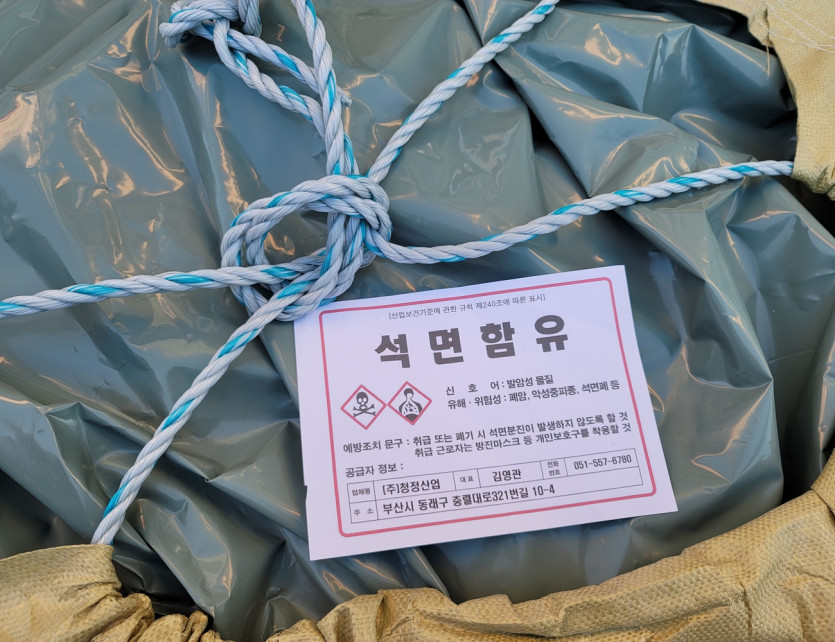 [산업보건기준에 관한 규칙 제240조에 따른 표시]
석면함유
신 호 어 : 발암성 물질
유해 · 위험성 : 폐암, 악성중피종, 석면폐 등
예방조치 문구 : 취급 또는 폐기 시 석면분진이 발생하지 않도록 할 것
취급 근로자는 방진마스크 등 개인보호구를 착용할 것
공급자 정보 :
업체명 (주)청정산업 대표 김영관 전화번호 051-557-6780
주 소 부산시 동래구 충렬대로321번길 10-4